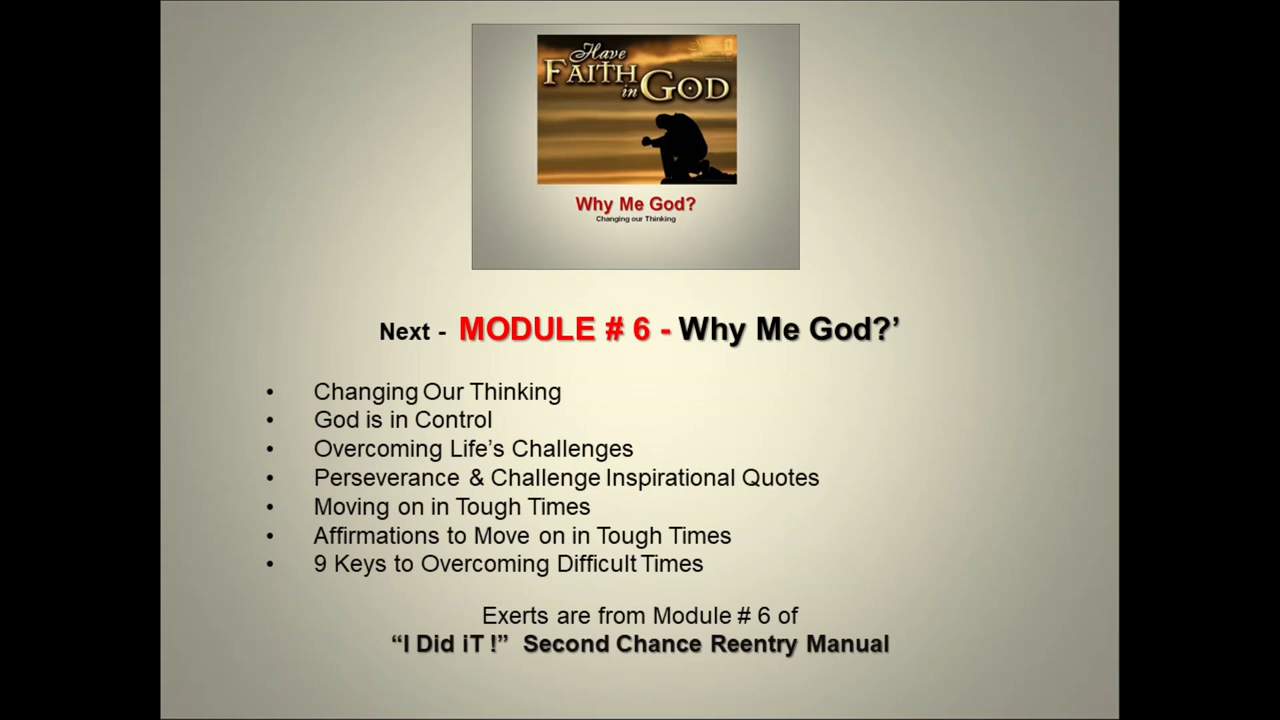 Have
FAITH
in GOD
Why Me God?
Changing our Thinking
Next - MODULE # 6 - Why Me God?’
• Changing Our Thinking
• God is in Control
• Overcoming Life’s Challenges
• Perseverance & Challenge Inspirational Quotes
• Moving on in Tough Times
• Affirmations to Move on in Tough Times
• 9 Keys to Overcoming Difficult Times
Exerts are from Module # 6 of
“I Did iT !” Second Chance Reentry Manual